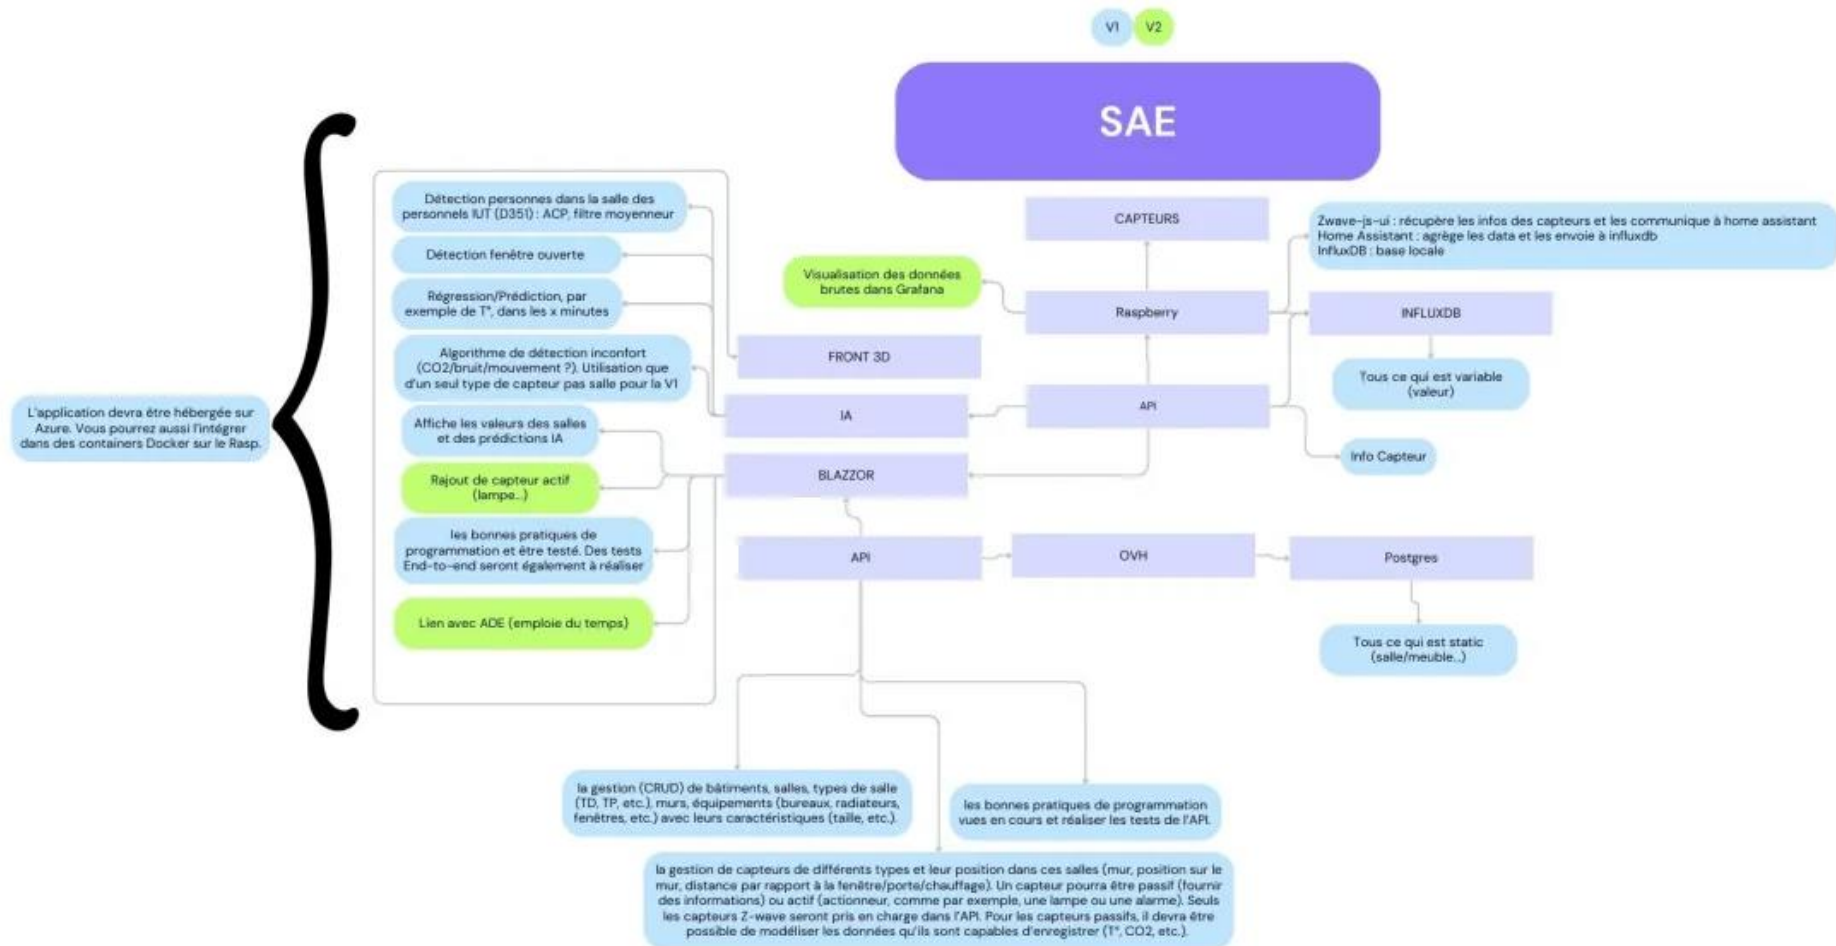 V1
V2
SAE
Détection personnes dans la salle des
personnels IUT (D351) : ACP, filtre moyenneur
Détection fenêtre ouverte
Régression/Prédiction, par
exemple de T°, dans les x minutes
Algorithme de détection inconfort
(CO2/bruit/mouvement ?). Utilisation que
d'un seul type de capteur pas salle pour la V1
Affiche les valeurs des salles
et des prédictions IA
Rajout de capteur actif
(lampe...)
les bonnes pratiques de
programmation et être testé. Des tests
End-to-end seront également à réaliser
Lien avec ADE (emploie du temps)
L'application devra être hébergée sur
Azure. Vous pourrez aussi l'intégrer
dans des containers Docker sur le Rasp.
CAPTEURS
Zwave-js-ui : récupère les infos des capteurs et les communique à home assistant
Home Assistant : agrège les data et les envoie à influxdb
InfluxDB : base locale
Visualisation des données
brutes dans Grafana
Raspberry
INFLUXDB
FRONT 3D
Tous ce qui est variable
(valeur)
IA
API
Info Capteur
BLAZZOR
API
OVH
Postgres
Tous ce qui est static
(salle/meuble...)
la gestion (CRUD) de bâtiments, salles, types de salle
(TD, TP, etc.), murs, équipements (bureaux, radiateurs,
fenêtres, etc.) avec leurs caractéristiques (taille, etc.).
les bonnes pratiques de programmation
vues en cours et réaliser les tests de l'API.
la gestion de capteurs de différents types et leur position dans ces salles (mur, position sur le
mur, distance par rapport à la fenêtre/porte/chauffage). Un capteur pourra être passif (fournir
des informations) ou actif (actionneur, comme par exemple, une lampe ou une alarme). Seuls
les capteurs Z-wave seront pris en charge dans l'API. Pour les capteurs passifs, il devra être
possible de modéliser les données qu'ils sont capables d'enregistrer (T°, CO2, etc.).